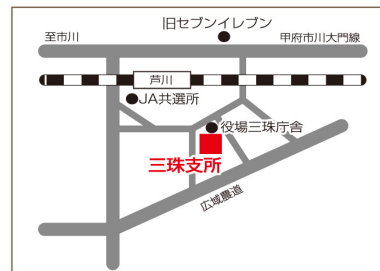 旧セブンイレブン
至市川
甲府市川大門線
芦川
JA共選所
役場三珠庁舎
三珠支所
広域農道